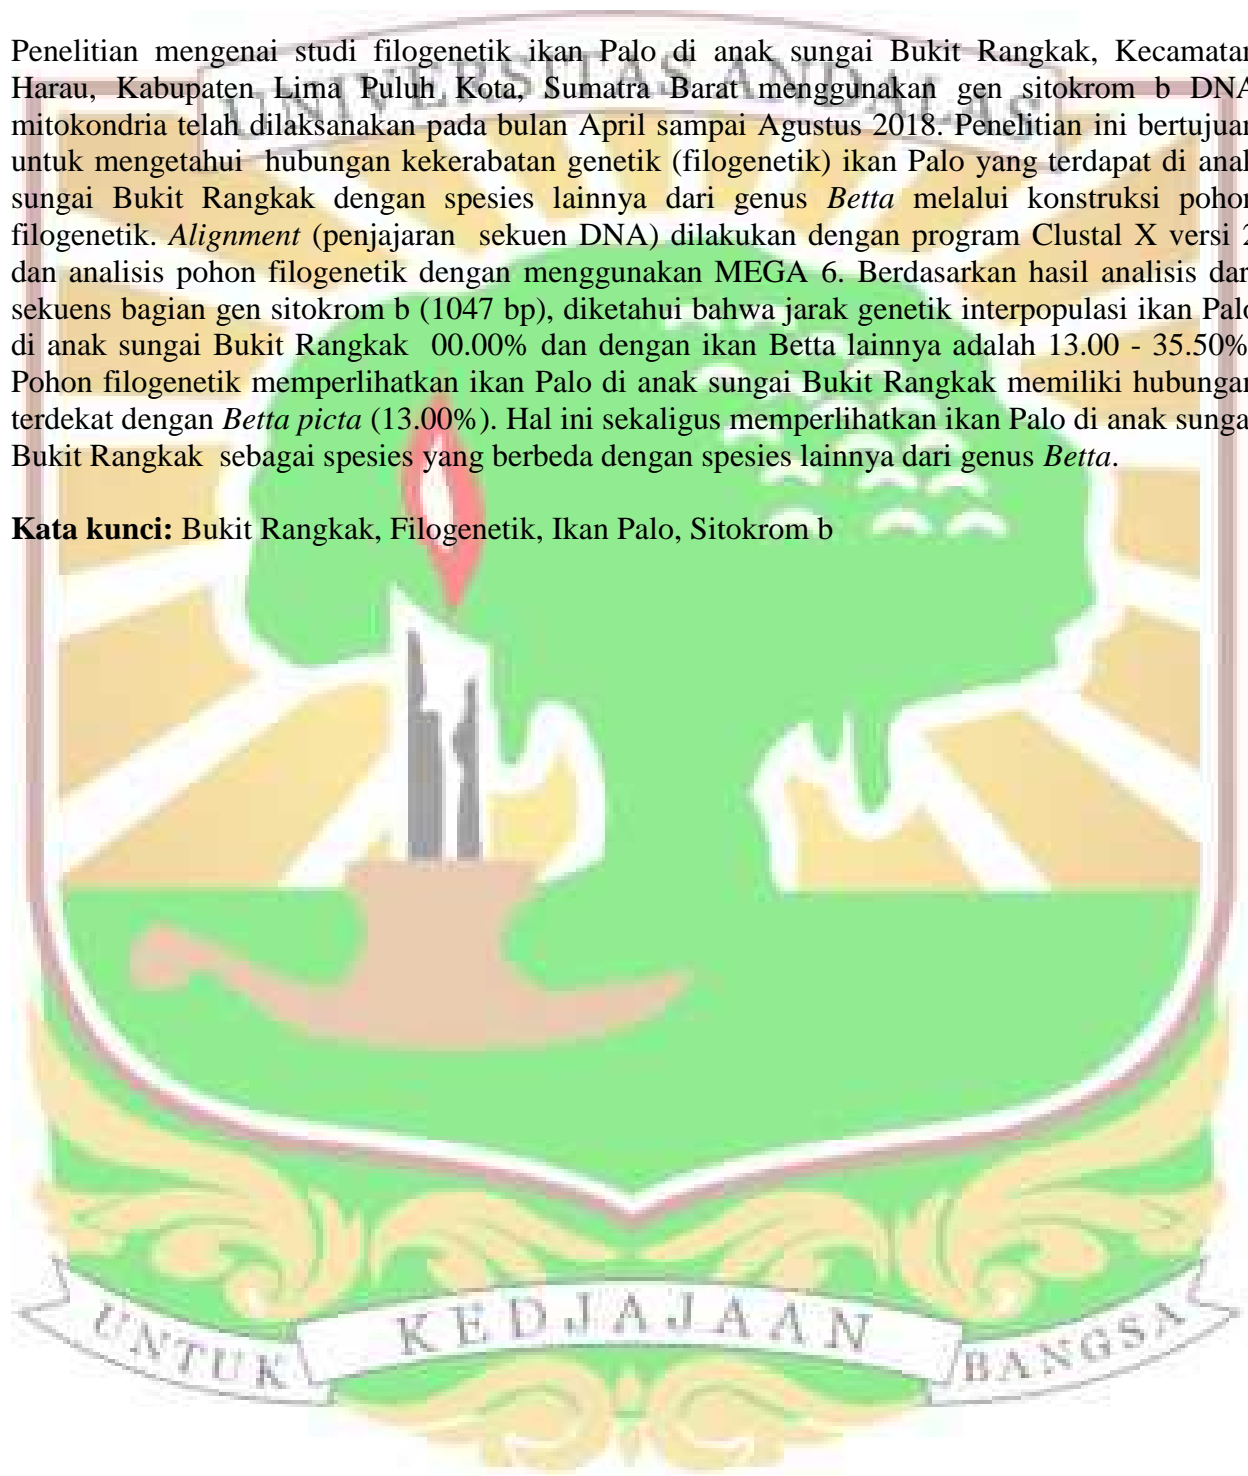 Penelitian mengenai studi filogenetik ikan Palo di anak sungai Bukit Rangkak, Kecamatan
Harau, Kabupaten Lima Puluh Kota, Sumatra Barat menggunakan gen sitokrom b DNA
mitokondria telah dilaksanakan pada bulan April sampai Agustus 2018. Penelitian ini bertujuan
untuk mengetahui hubungan kekerabatan genetik (filogenetik) ikan Palo yang terdapat di anak
sungai Bukit Rangkak dengan spesies lainnya dari genus Betta melalui konstruksi pohon
filogenetik. Alignment (penjajaran sekuen DNA) dilakukan dengan program Clustal X versi 2
dan analisis pohon filogenetik dengan menggunakan MEGA 6. Berdasarkan hasil analisis dari
sekuens bagian gen sitokrom b (1047 bp), diketahui bahwa jarak genetik interpopulasi ikan Palo
di anak sungai Bukit Rangkak 00.00% dan dengan ikan Betta lainnya adalah 13.00 - 35.50%
Pohon filogenetik memperlihatkan ikan Palo di anak sungai Bukit Rangkak memiliki hubungan
terdekat dengan Betta picta (13.00%). Hal ini sekaligus memperlihatkan ikan Palo di anak sungai
Bukit Rangkak sebagai spesies yang berbeda dengan spesies lainnya dari genus Betta.
Kata kunci: Bukit Rangkak, Filogenetik, Ikan Palo, Sitokrom b
UNIVERSITAS ANDALAS
UNTUK KEDJAJAAN BANGSA